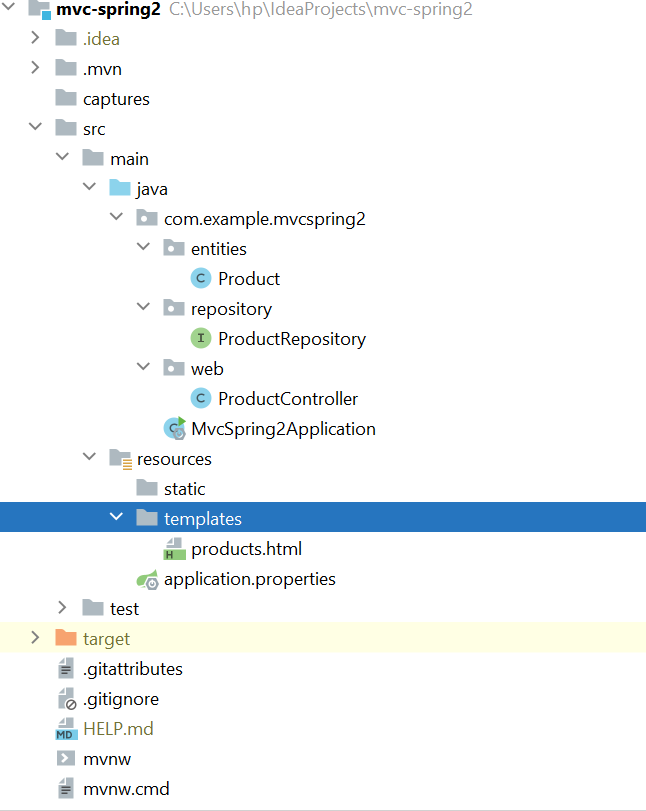 mvc-spring2 C:\Users\hp\IdeaProjects\mvc-spring2
.idea
.mvn
captures
src
main
java
com.example.mvcspring2
entities
C Product
repository
I ProductRepository
web
C ProductController
C MvcSpring2Application
resources
static
templates
H products.html
application.properties
test
target
.gitattributes
.gitignore
MD HELP.md
mvnw
mvnw.cmd